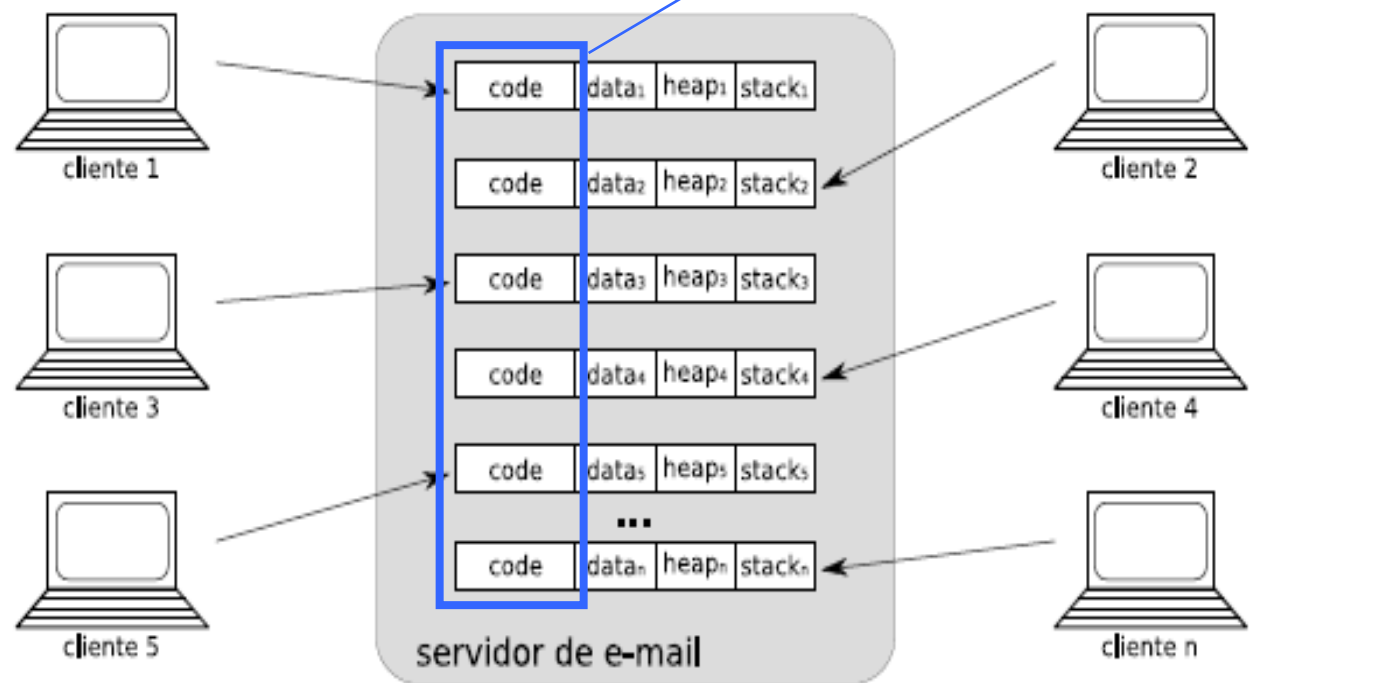 code data₁ heap₁ stack₁
cliente 1
cliente 2
code data₂ heap₂ stack₂
code data₃ heap₃ stack₃
cliente 3
cliente 4
code data₄ heap₄ stack₄
code data₅ heap₅ stack₅
...
code dataₙ heapₙ stackₙ
cliente 5
servidor de e-mail
cliente n